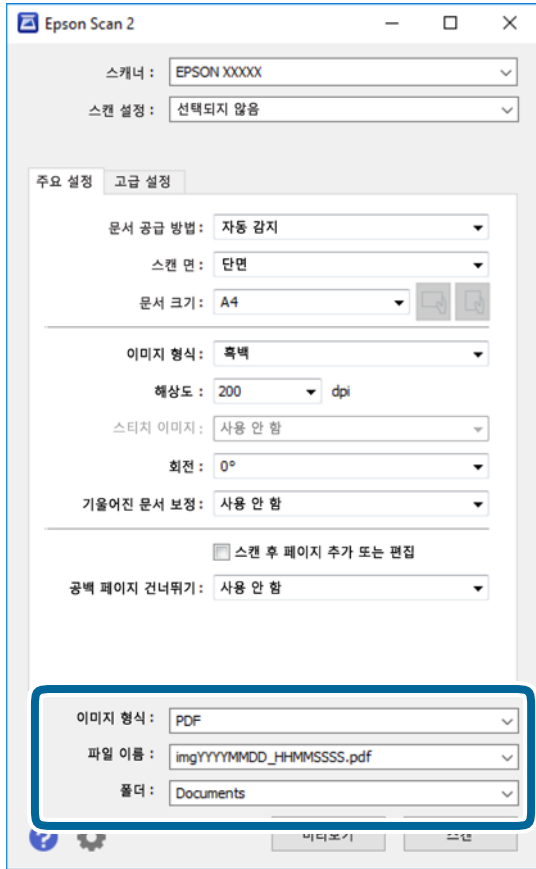 Epson Scan 2
스캐너 : EPSON XXXXX
스캔 설정 : 선택되지 않음
주요 설정 고급 설정
문서 공급 방법 : 자동 감지
스캔 면 : 단면
문서 크기 : A4
이미지 형식 : 흑백
해상도 : 200 dpi
스티치 이미지 : 사용 안 함
회전 : 0°
기울어진 문서 보정 : 사용 안 함
스캔 후 페이지 추가 또는 편집
공백 페이지 건너뛰기 : 사용 안 함
이미지 형식 : PDF
파일 이름 : imgYYYYMMDD_HHMMSSSS.pdf
폴더 : Documents
? 미리보기 스캔